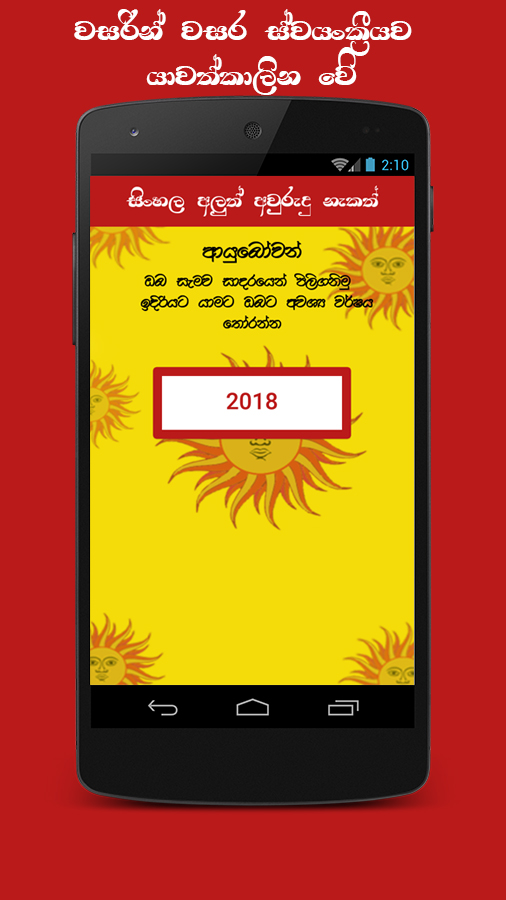 වසරින් වසර ස්වයංක්‍රීයව
යාවත්කාලින වේ
2:10
සිංහල අලුත් අවුරුදු නැකත්
ආයුබෝවන්
ඔබ සැමව සාදරයෙන් පිලිගනිමු
ඉදිරියට යාමට ඔබට අවශ්‍ය වර්ෂය
තෝරන්න
2018